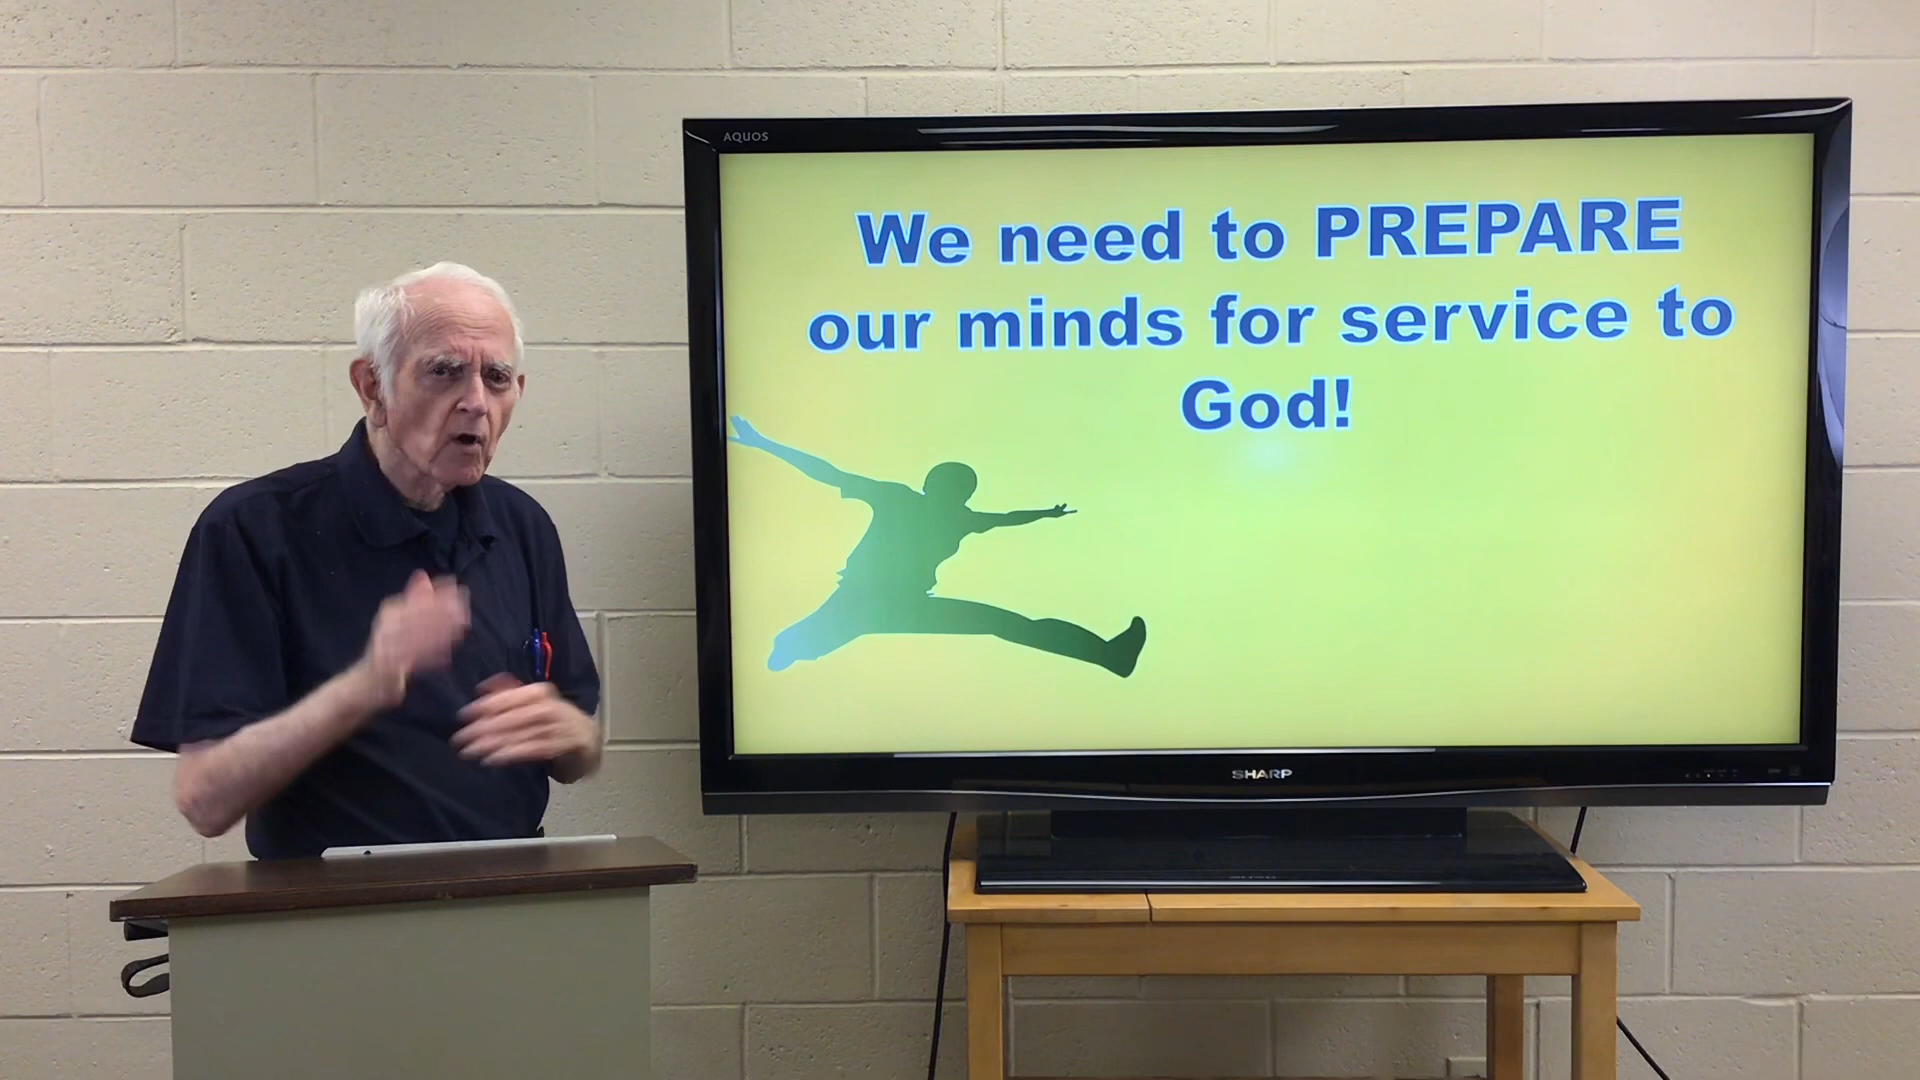 AQUOS
We need to PREPARE
our minds for service to
God!
SHARP